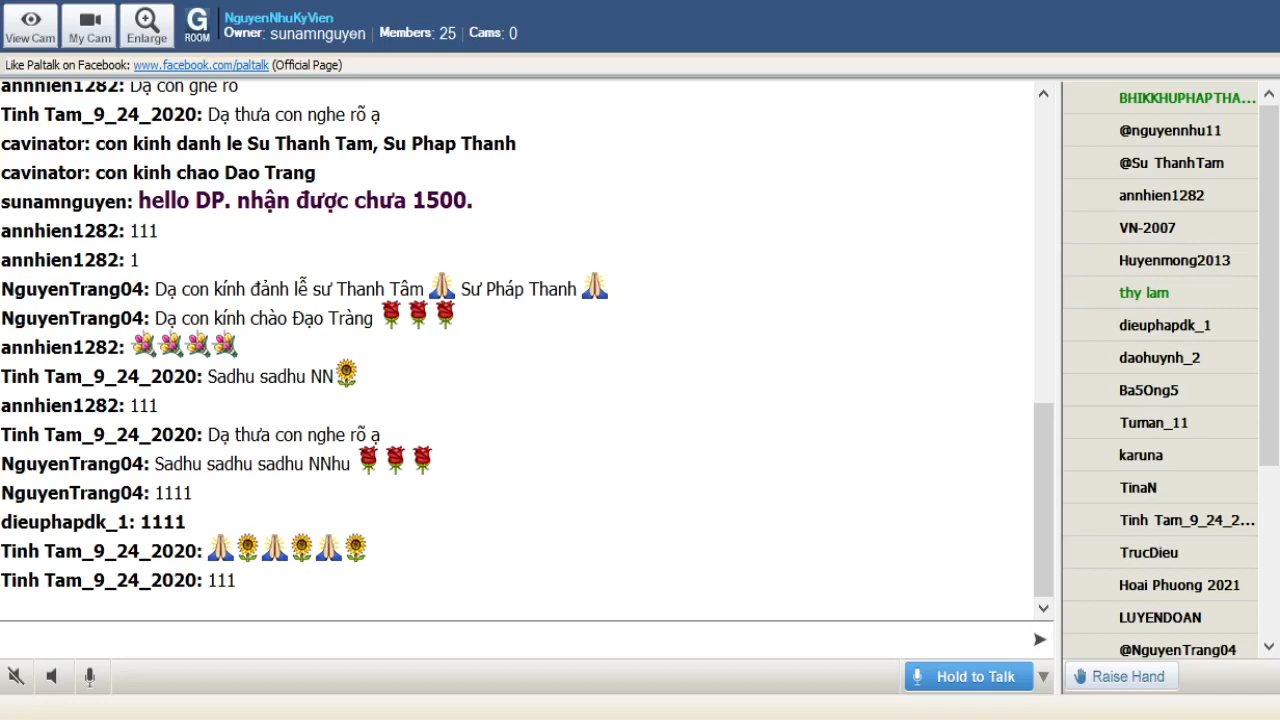 View Cam
My Cam
Enlarge
G
ROOM
NguyenNhuKyVien
Owner: sunamnguyen | Members: 25 | Cams: 0
Like Paltalk on Facebook: www.facebook.com/paltalk (Official Page)
annhien1282: Dạ con ghe rõ
Tinh Tam_9_24_2020: Dạ thưa con nghe rõ ạ
cavinator: con kinh danh le Su Thanh Tam, Su Phap Thanh
cavinator: con kinh chao Dao Trang
sunamnguyen: hello DP. nhận được chưa 1500.
annhien1282: 111
annhien1282: 1
NguyenTrang04: Dạ con kính đảnh lễ sư Thanh Tâm 🙏 Sư Pháp Thanh 🙏
NguyenTrang04: Dạ con kính chào Đạo Tràng 🌹🌹🌹
annhien1282: 💐💐💐💐
Tinh Tam_9_24_2020: Sadhu sadhu NN🌻
annhien1282: 111
Tinh Tam_9_24_2020: Dạ thưa con nghe rõ ạ
NguyenTrang04: Sadhu sadhu sadhu NNhu 🌹🌹🌹
NguyenTrang04: 1111
dieuphapdk_1: 1111
Tinh Tam_9_24_2020: 🙏🌻🙏🌻🙏🌻
Tinh Tam_9_24_2020: 111
Hold to Talk
BHIKKHUPHAPTHA...
@nguyennhu11
@Su ThanhTam
annhien1282
VN-2007
Huyenmong2013
thy lam
dieuphapdk_1
daohuynh_2
Ba5Ong5
Tuman_11
karuna
TinaN
Tinh Tam_9_24_2...
TrucDieu
Hoai Phuong 2021
LUYENDOAN
@NguyenTrang04
Raise Hand